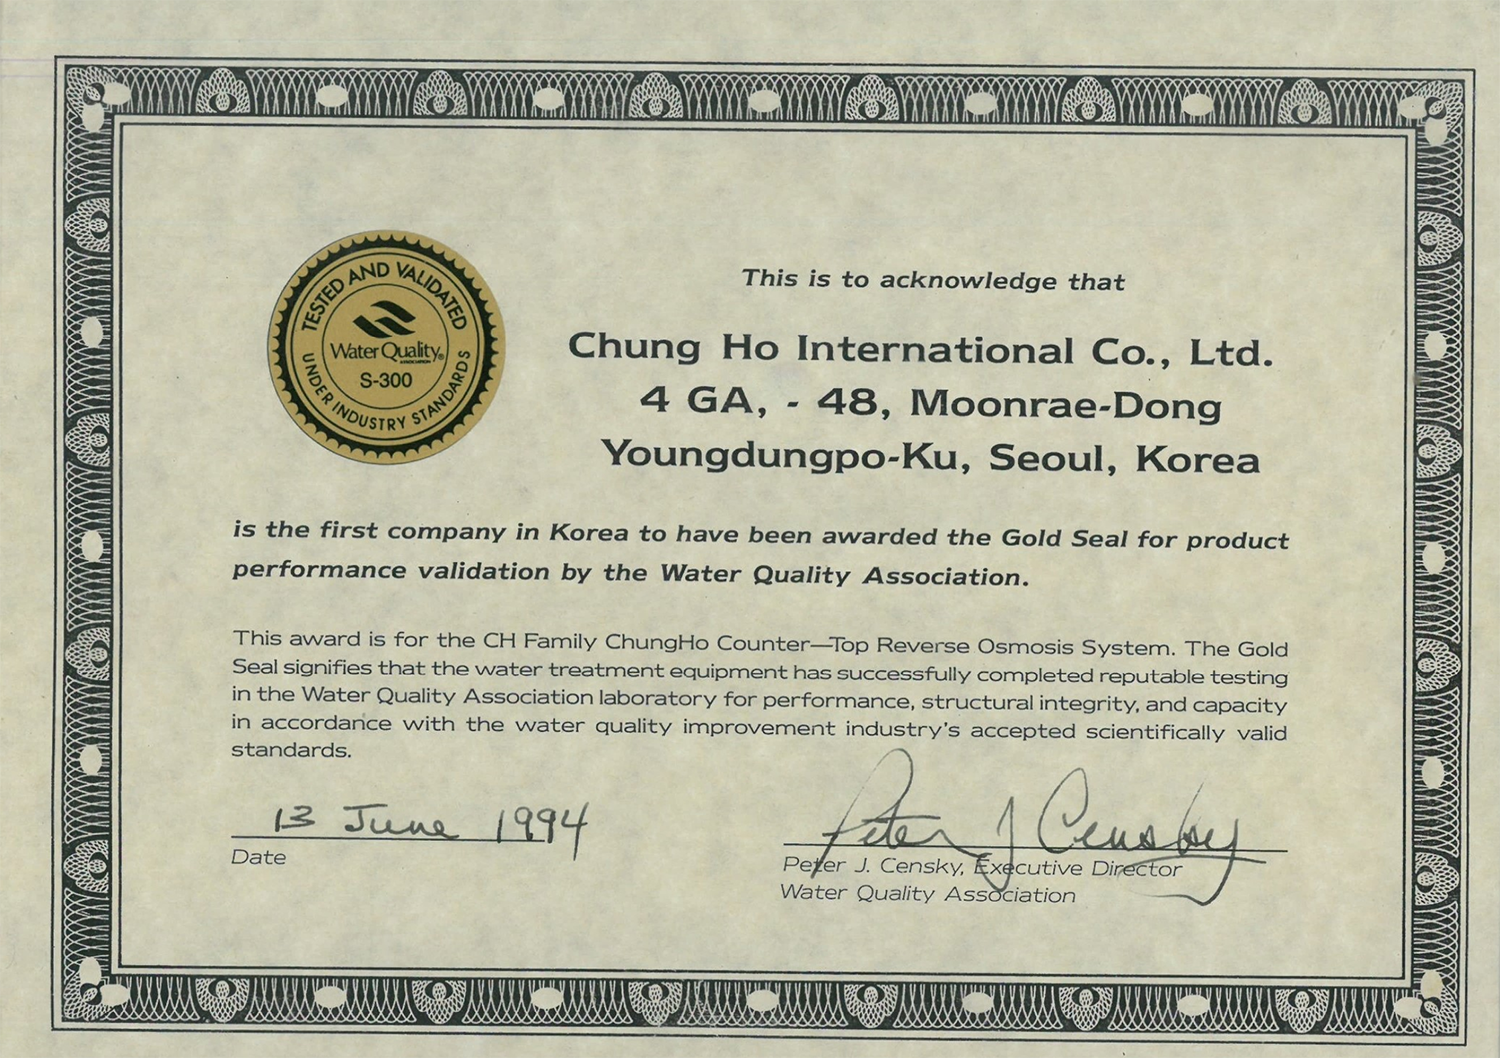 TESTED AND VALIDATED
Water Quality®
ASSOCIATION
S-300
UNDER INDUSTRY STANDARDS
This is to acknowledge that
Chung Ho International Co., Ltd.
4 GA, - 48, Moonrae-Dong
Youngdungpo-Ku, Seoul, Korea
is the first company in Korea to have been awarded the Gold Seal for product
performance validation by the Water Quality Association.
This award is for the CH Family ChungHo Counter—Top Reverse Osmosis System. The Gold
Seal signifies that the water treatment equipment has successfully completed reputable testing
in the Water Quality Association laboratory for performance, structural integrity, and capacity
in accordance with the water quality improvement industry's accepted scientifically valid
standards.
13 June 1994
Date
Peter J Censky
Peter J. Censky, Executive Director
Water Quality Association